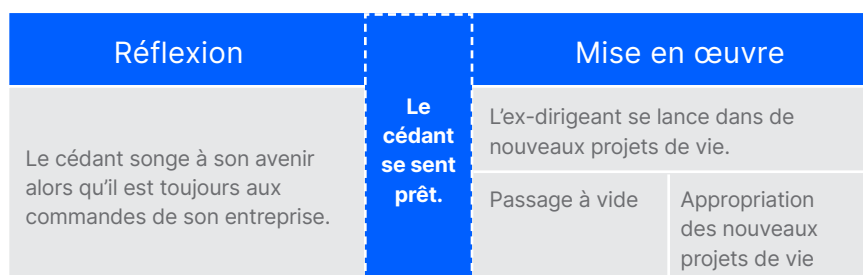 Réflexion
Le cédant songe à son avenir
alors qu'il est toujours aux
commandes de son entreprise.
Le
cédant
se sent
prêt.
Mise en œuvre
L'ex-dirigeant se lance dans de
nouveaux projets de vie.
Passage à vide
Appropriation
des nouveaux
projets de vie